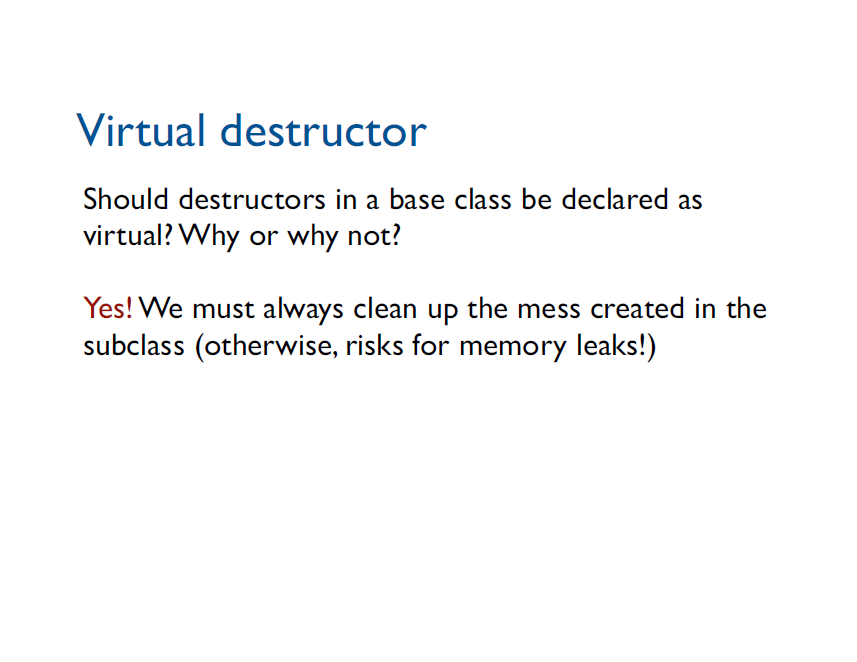 Virtual destructor
Should destructors in a base class be declared as
virtual? Why or why not?
Yes! We must always clean up the mess created in the
subclass (otherwise, risks for memory leaks!)